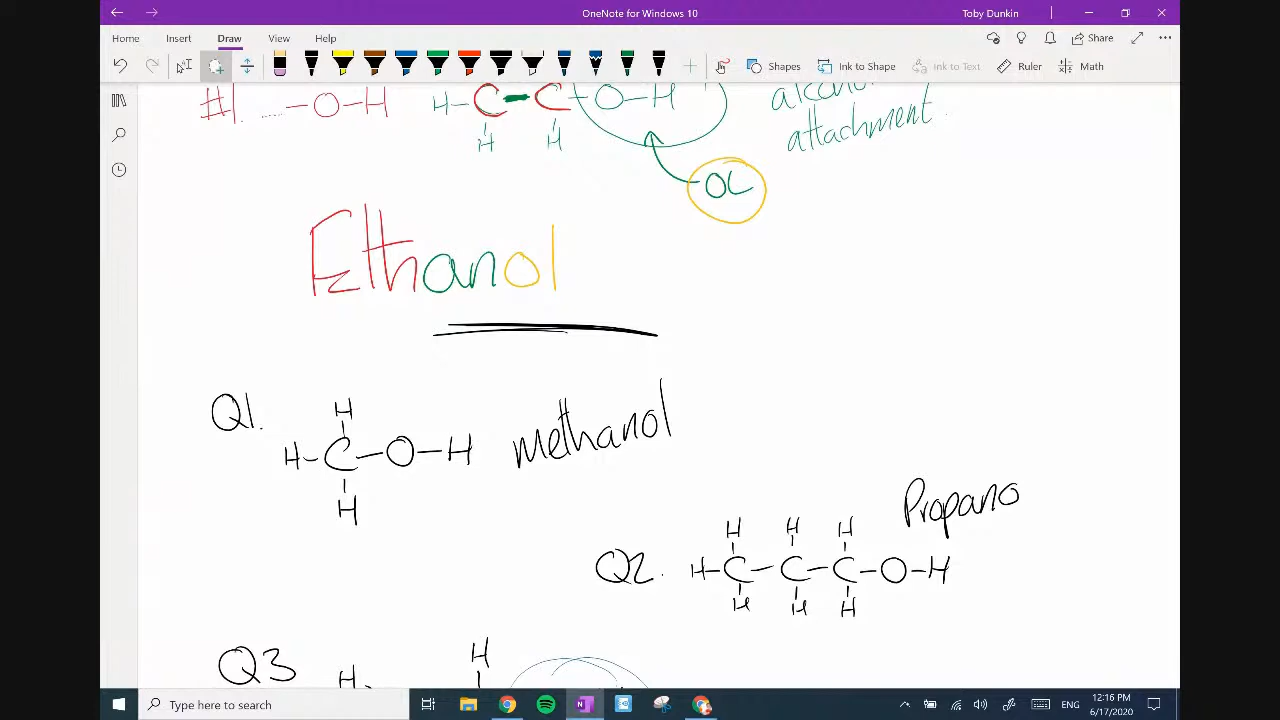 OneNote for Windows 10
Toby Dunkin
Home Insert Draw View Help
Share
Shapes
Ink to Shape
Ink to Text
Ruler
Math
#1. -O-H
H-C-C-O-H
H H
attachment
OL
Ethanol
Q1.
H
H-C-O-H
H
methanol
Propano
Q2.
H H H
H-C-C-C-O-H
H H H
Q3
H H
Type here to search
12:16 PM
6/17/2020